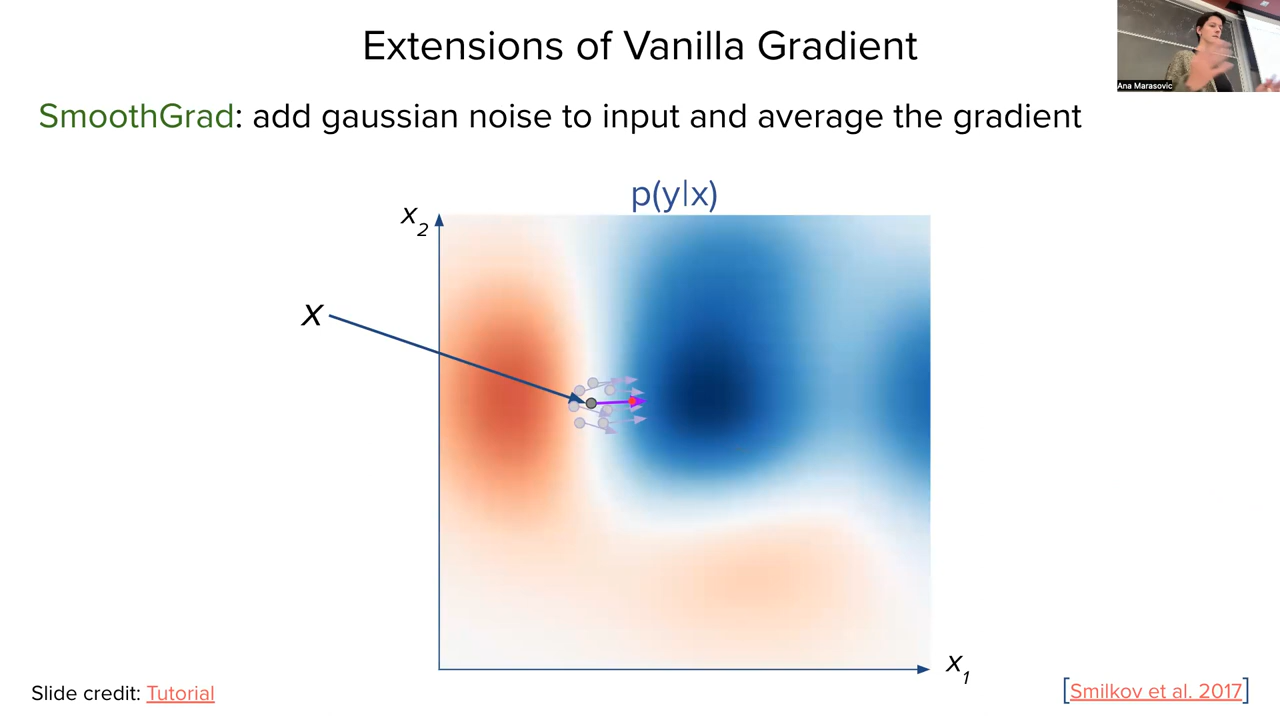 Extensions of Vanilla Gradient
Ana Marasovic
SmoothGrad: add gaussian noise to input and average the gradient
p(y|x)
x2
x
x1
Slide credit: Tutorial
[Smilkov et al. 2017]